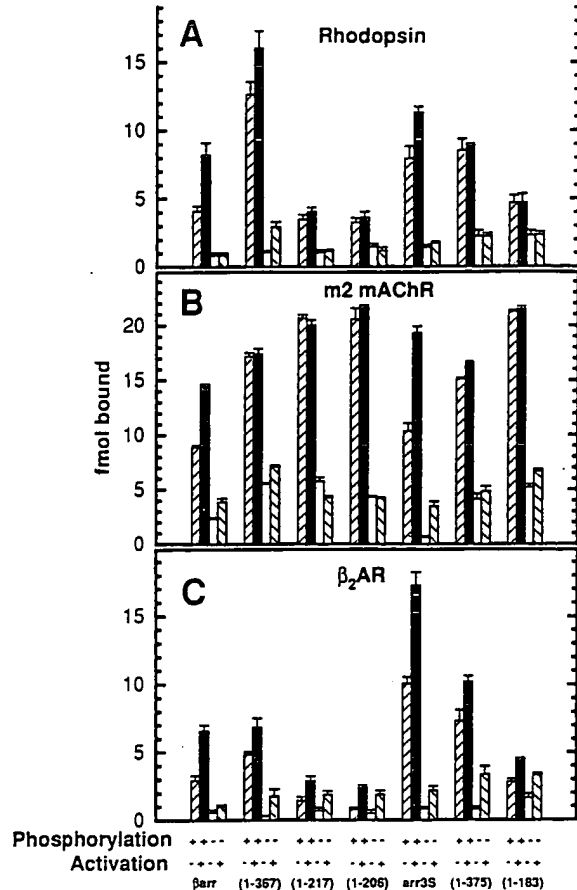 A
Rhodopsin
15
10
5
0
B
m2 mAChR
20
15
10
5
0
fmol bound
C
β₂AR
15
10
5
0
Phosphorylation ++-- ++-- ++-- ++-- ++-- ++-- ++--
Activation -+-+ -+-+ -+-+ -+-+ -+-+ -+-+ -+-+
βarr (1-367) (1-217) (1-206) arr3S (1-375) (1-183)